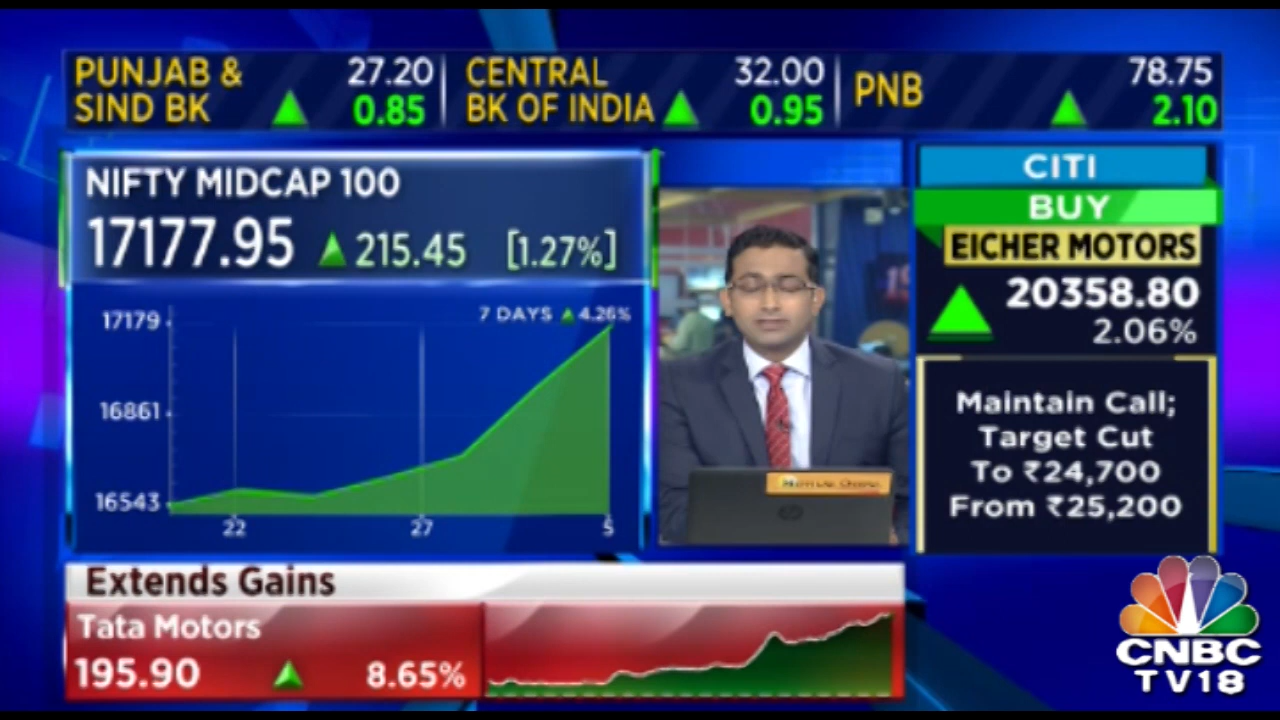 PUNJAB & SIND BK 27.20 0.85
CENTRAL BK OF INDIA 32.00 0.95
PNB 78.75 2.10
NIFTY MIDCAP 100
17177.95 215.45 [1.27%]
7 DAYS 4.26%
17179
16861
16543
22 27 5
CITI
BUY
EICHER MOTORS
20358.80
2.06%
Maintain Call;
Target Cut
To ₹24,700
From ₹25,200
Extends Gains
Tata Motors
195.90 8.65%
hp
CNBC
TV18